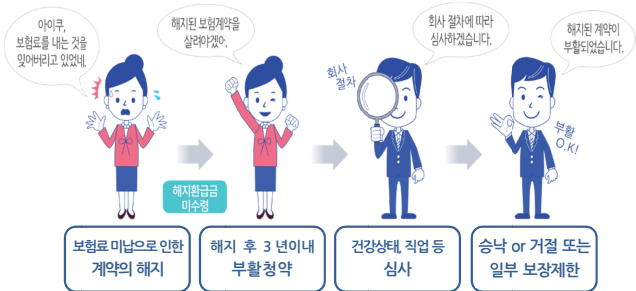 아이쿠,
보험료를 내는 것을
잊어버리고 있었네.
해지된 보험계약을
살려야겠어.
회사 절차에 따라
심사하겠습니다.
해지된 계약이
부활되었습니다.
회사
절차
부활
O.K!
해지환급금
미수령
보험료 미납으로 인한
계약의 해지
해지 후 3년이내
부활청약
건강상태, 직업 등
심사
승낙 or 거절 또는
일부 보장제한